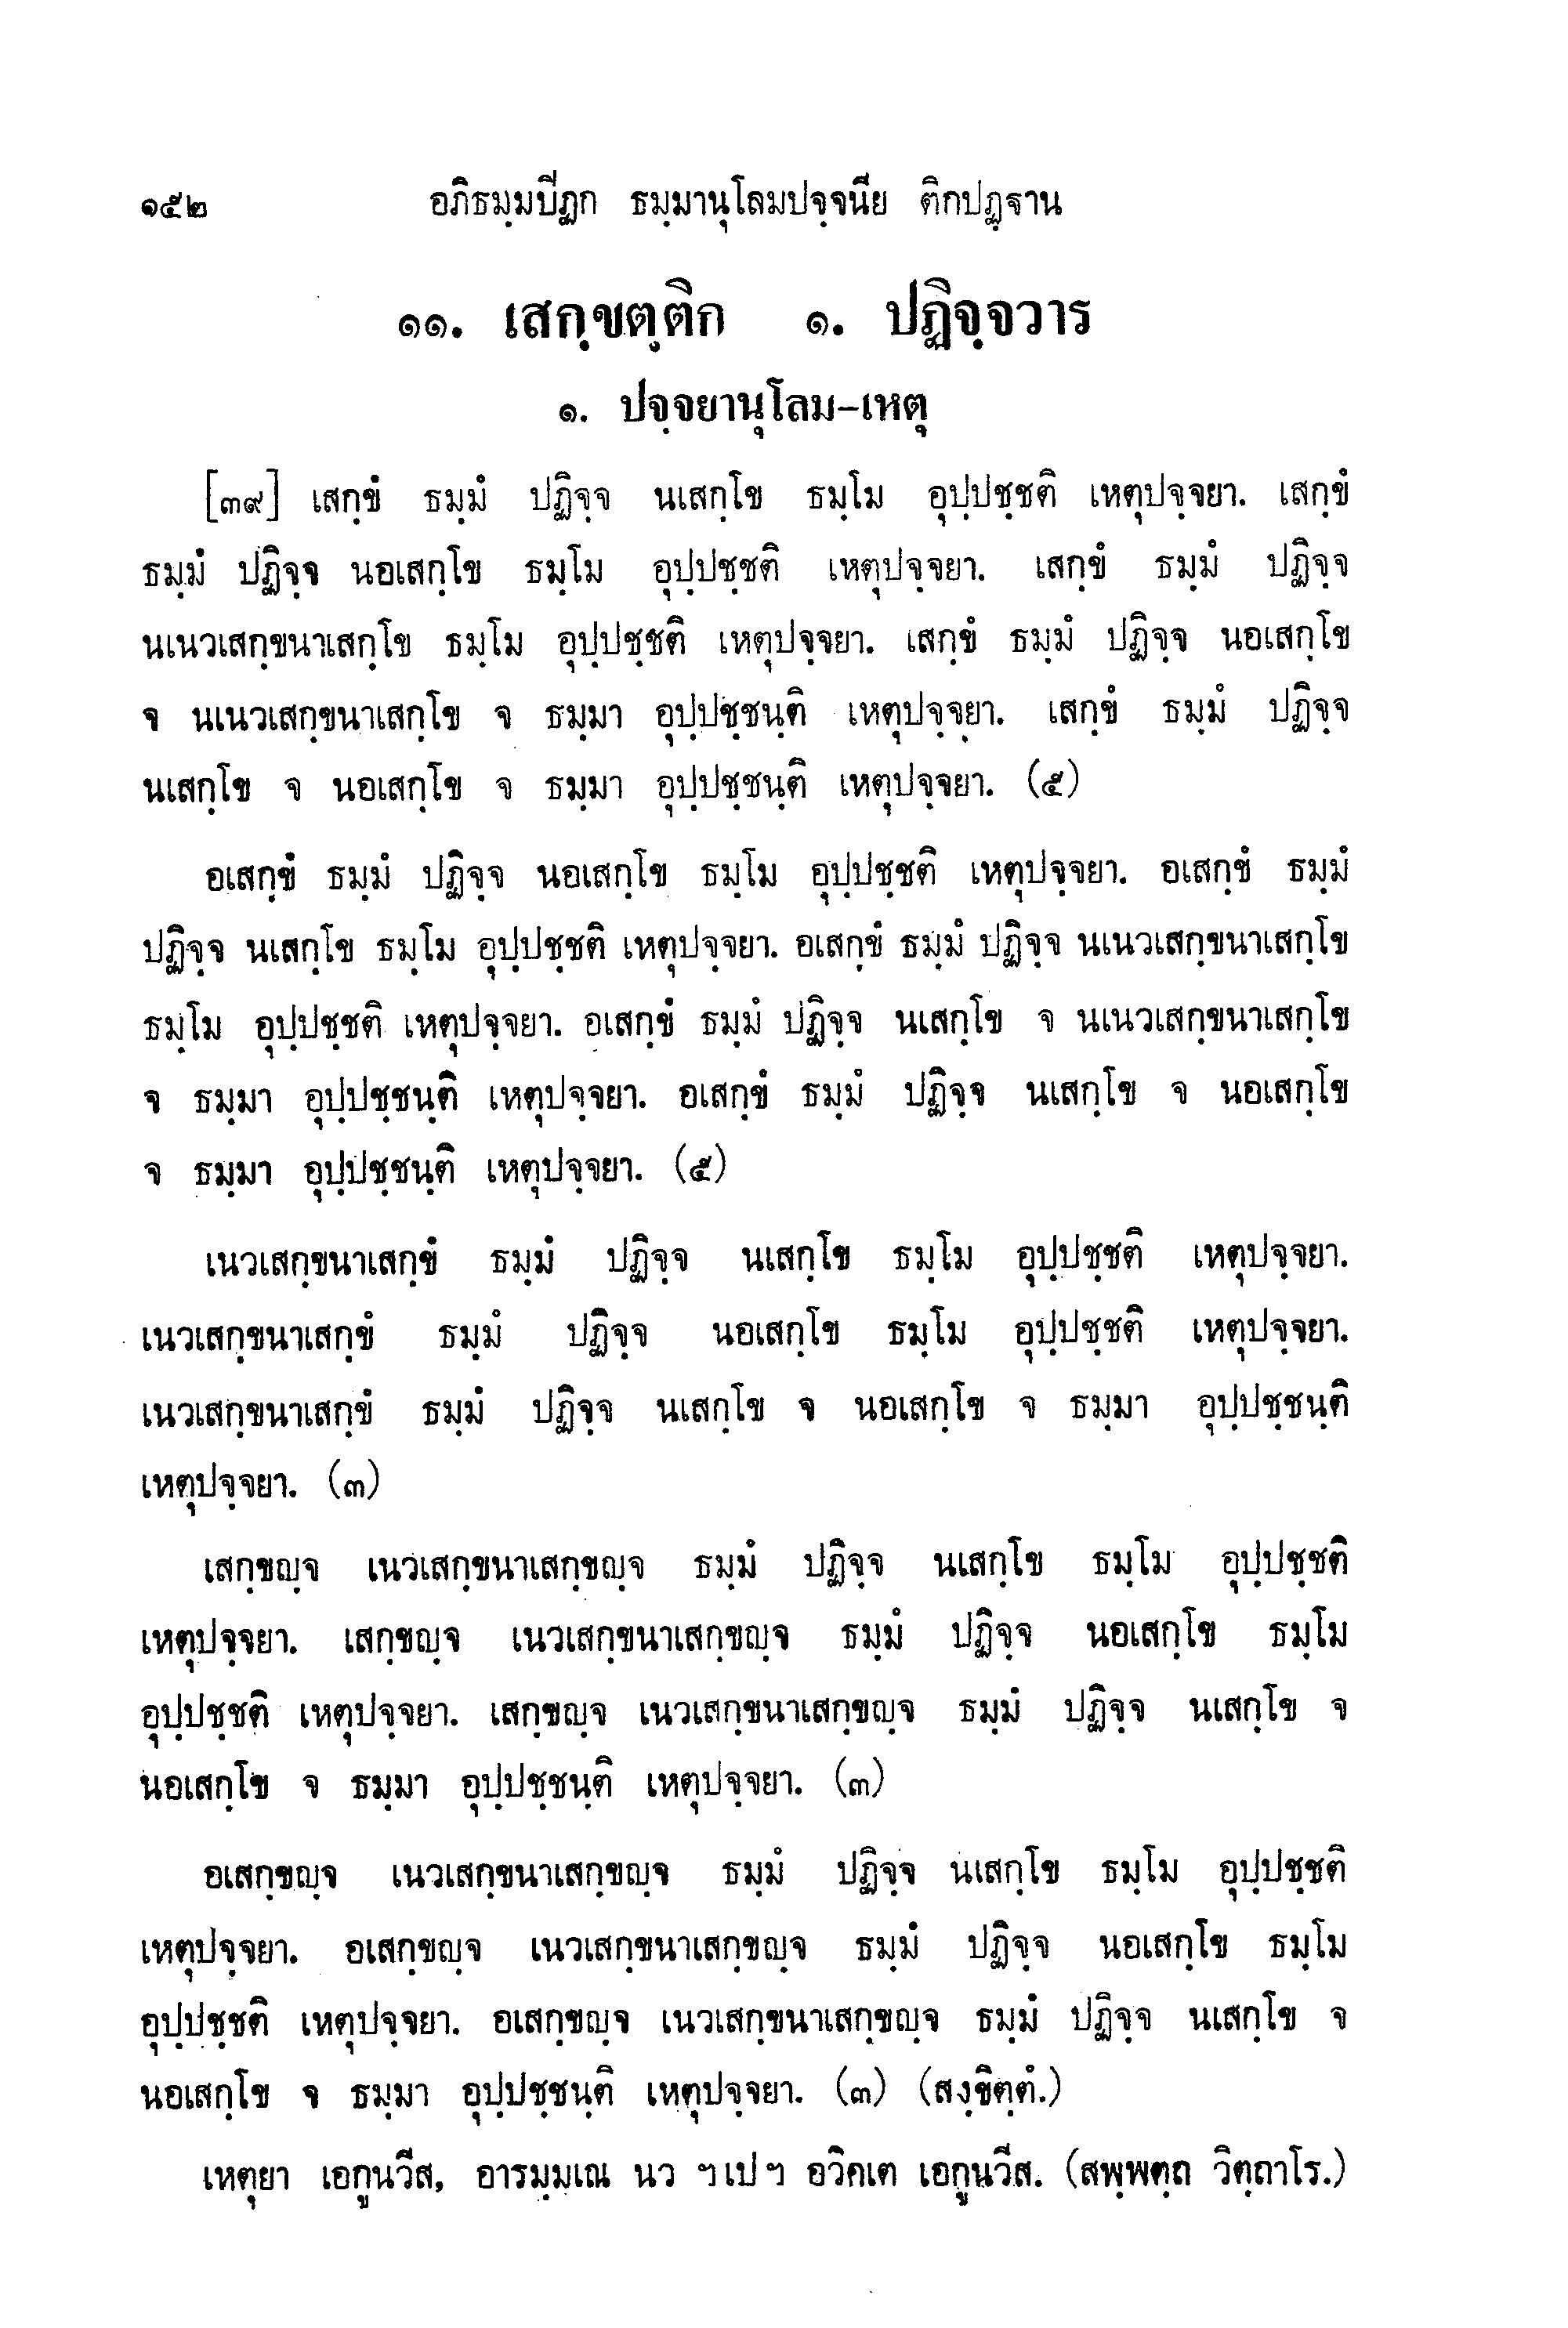 ๑๕๒ อภิธมฺมปีฏก ธมฺมานุโลมปจฺจนีย ติกปฏฺฐาน
๑๑. เสกฺขตฺติก ๑. ปฏิจฺจวาร
๑. ปจฺจยานุโลม-เหตุ
[๓๙] เสกฺขํ ธมฺมํ ปฏิจฺจ นเสกฺโข ธมฺโม อุปฺปชฺชติ เหตุปจฺจยา. เสกฺขํ
ธมฺมํ ปฏิจฺจ นอเสกฺโข ธมฺโม อุปฺปชฺชติ เหตุปจฺจยา. เสกฺขํ ธมฺมํ ปฏิจฺจ
นเนวเสกฺขนาเสกฺโข ธมฺโม อุปฺปชฺชติ เหตุปจฺจยา. เสกฺขํ ธมฺมํ ปฏิจฺจ นอเสกฺโข
จ นเนวเสกฺขนาเสกฺโข จ ธมฺมา อุปฺปชฺชนฺติ เหตุปจฺจยา. เสกฺขํ ธมฺมํ ปฏิจฺจ
นเสกฺโข จ นอเสกฺโข จ ธมฺมา อุปฺปชฺชนฺติ เหตุปจฺจยา. (๕)
อเสกฺขํ ธมฺมํ ปฏิจฺจ นอเสกฺโข ธมฺโม อุปฺปชฺชติ เหตุปจฺจยา. อเสกฺขํ ธมฺมํ
ปฏิจฺจ นเสกฺโข ธมฺโม อุปฺปชฺชติ เหตุปจฺจยา. อเสกฺขํ ธมฺมํ ปฏิจฺจ นเนวเสกฺขนาเสกฺโข
ธมฺโม อุปฺปชฺชติ เหตุปจฺจยา. อเสกฺขํ ธมฺมํ ปฏิจฺจ นเสกฺโข จ นเนวเสกฺขนาเสกฺโข
จ ธมฺมา อุปฺปชฺชนฺติ เหตุปจฺจยา. อเสกฺขํ ธมฺมํ ปฏิจฺจ นเสกฺโข จ นอเสกฺโข
จ ธมฺมา อุปฺปชฺชนฺติ เหตุปจฺจยา. (๕)
เนวเสกฺขนาเสกฺขํ ธมฺมํ ปฏิจฺจ นเสกฺโข ธมฺโม อุปฺปชฺชติ เหตุปจฺจยา.
เนวเสกฺขนาเสกฺขํ ธมฺมํ ปฏิจฺจ นอเสกฺโข ธมฺโม อุปฺปชฺชติ เหตุปจฺจยา.
เนวเสกฺขนาเสกฺขํ ธมฺมํ ปฏิจฺจ นเสกฺโข จ นอเสกฺโข จ ธมฺมา อุปฺปชฺชนฺติ
เหตุปจฺจยา. (๓)
เสกฺขญฺจ เนวเสกฺขนาเสกฺขญฺจ ธมฺมํ ปฏิจฺจ นเสกฺโข ธมฺโม อุปฺปชฺชติ
เหตุปจฺจยา. เสกฺขญฺจ เนวเสกฺขนาเสกฺขญฺจ ธมฺมํ ปฏิจฺจ นอเสกฺโข ธมฺโม
อุปฺปชฺชติ เหตุปจฺจยา. เสกฺขญฺจ เนวเสกฺขนาเสกฺขญฺจ ธมฺมํ ปฏิจฺจ นเสกฺโข จ
นอเสกฺโข จ ธมฺมา อุปฺปชฺชนฺติ เหตุปจฺจยา. (๓)
อเสกฺขญฺจ เนวเสกฺขนาเสกฺขญฺจ ธมฺมํ ปฏิจฺจ นเสกฺโข ธมฺโม อุปฺปชฺชติ
เหตุปจฺจยา. อเสกฺขญฺจ เนวเสกฺขนาเสกฺขญฺจ ธมฺมํ ปฏิจฺจ นอเสกฺโข ธมฺโม
อุปฺปชฺชติ เหตุปจฺจยา. อเสกฺขญฺจ เนวเสกฺขนาเสกฺขญฺจ ธมฺมํ ปฏิจฺจ นเสกฺโข จ
นอเสกฺโข จ ธมฺมา อุปฺปชฺชนฺติ เหตุปจฺจยา. (๓) (สงฺขิตฺตํ.)
เหตุยา เอกูนวีส, อารมฺมเณ นว ฯเปฯ อวิคเต เอกูนวีส. (สพฺพตฺถ วิตฺถาโร.)